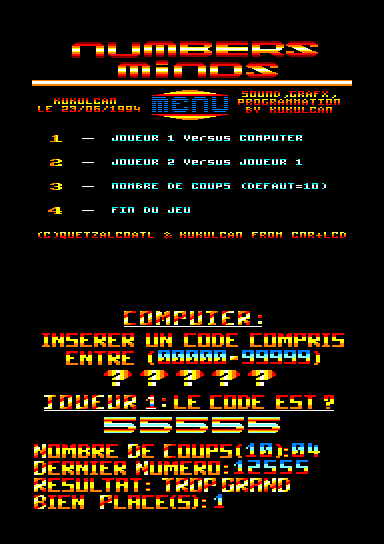 NUMBERS
MINDS
KUKULCAN
LE 23/06/1994
MENU
SOUND,GRAFX,
PROGRAMMATION
BY KUKULCAN
1 — JOUEUR 1 Versus COMPUTER
2 — JOUEUR 2 Versus JOUEUR 1
3 — NOMBRE DE COUPS (DEFAUT=10)
4 — FIN DU JEU
(C)QUETZALCOATL & KUKULCAN FROM CNR+LCD
COMPUTER:
INSERER UN CODE COMPRIS
ENTRE (00000-99999)
? ? ? ? ?
JOUEUR 1: LE CODE EST ?
55555
NOMBRE DE COUPS(10):04
DERNIER NUMERO:12555
RESULTAT: TROP GRAND
BIEN PLACE(S):1